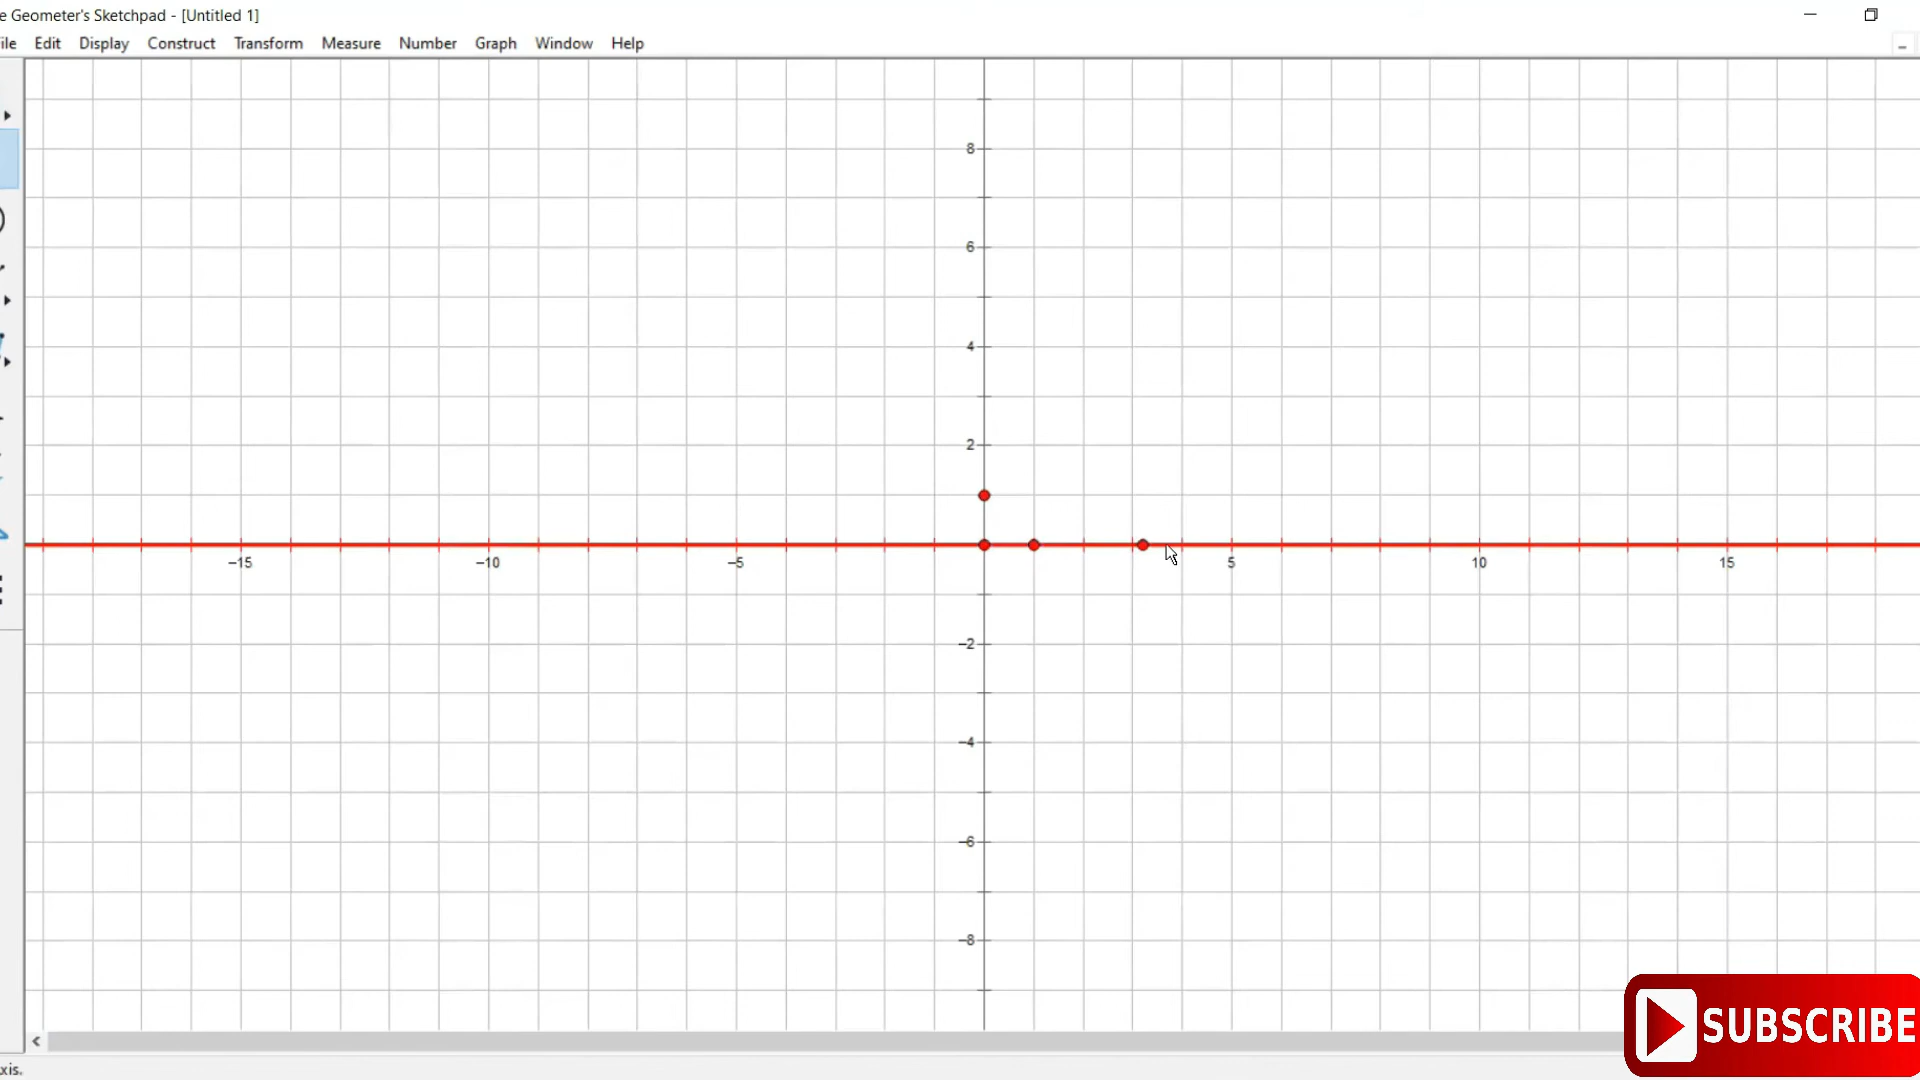 e Geometer's Sketchpad - [Untitled 1]
ile Edit Display Construct Transform Measure Number Graph Window Help
8
6
4
2
-15 -10 -5 5 10 15
-2
-4
-6
-8
SUBSCRIBE
xis.